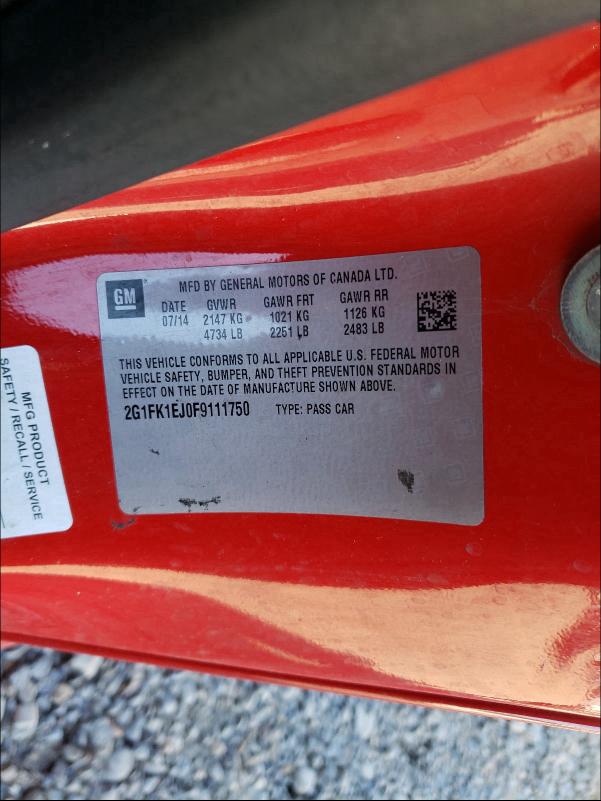 GM
MFD BY GENERAL MOTORS OF CANADA LTD.
DATE GVWR GAWR FRT GAWR RR
07/14 2147 KG 1021 KG 1126 KG
4734 LB 2251 LB 2483 LB
THIS VEHICLE CONFORMS TO ALL APPLICABLE U.S. FEDERAL MOTOR
VEHICLE SAFETY, BUMPER, AND THEFT PREVENTION STANDARDS IN
EFFECT ON THE DATE OF MANUFACTURE SHOWN ABOVE.
2G1FK1EJ0F9111750 TYPE: PASS CAR
MFG PRODUCT
SAFETY / RECALL / SERVICE